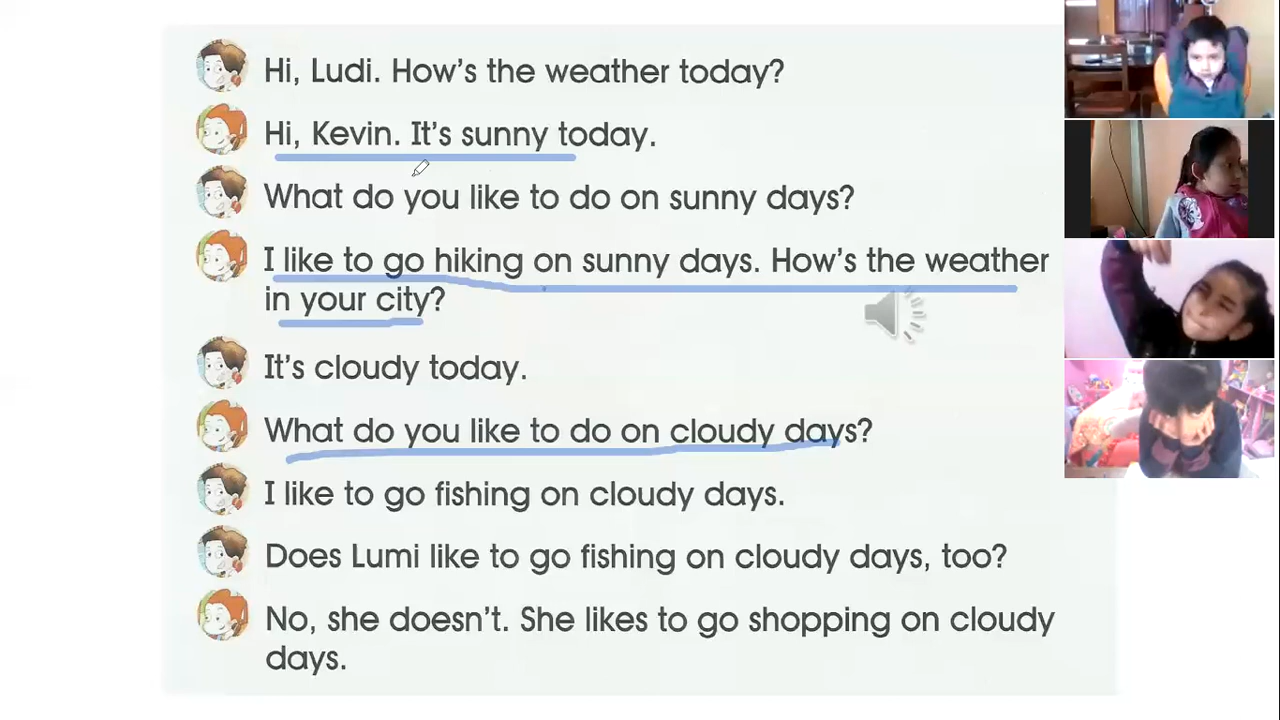 Hi, Ludi. How's the weather today?
Hi, Kevin. It's sunny today.
What do you like to do on sunny days?
I like to go hiking on sunny days. How's the weather
in your city?
It's cloudy today.
What do you like to do on cloudy days?
I like to go fishing on cloudy days.
Does Lumi like to go fishing on cloudy days, too?
No, she doesn't. She likes to go shopping on cloudy
days.